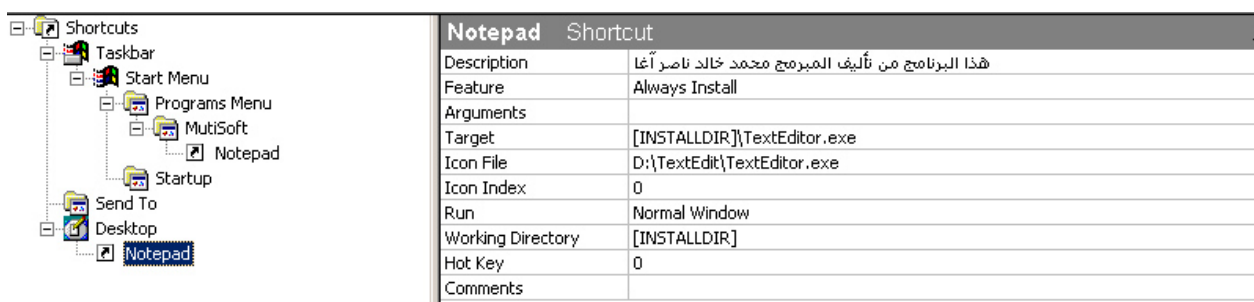 Shortcuts
Taskbar
Start Menu
Programs Menu
MutiSoft
Notepad
Startup
Send To
Desktop
Notepad
Notepad Shortcut
Description هذا البرنامج من تأليف المبرمج محمد خالد ناصر آغا
Feature Always Install
Arguments
Target [INSTALLDIR]\TextEditor.exe
Icon File D:\TextEdit\TextEditor.exe
Icon Index 0
Run Normal Window
Working Directory [INSTALLDIR]
Hot Key 0
Comments